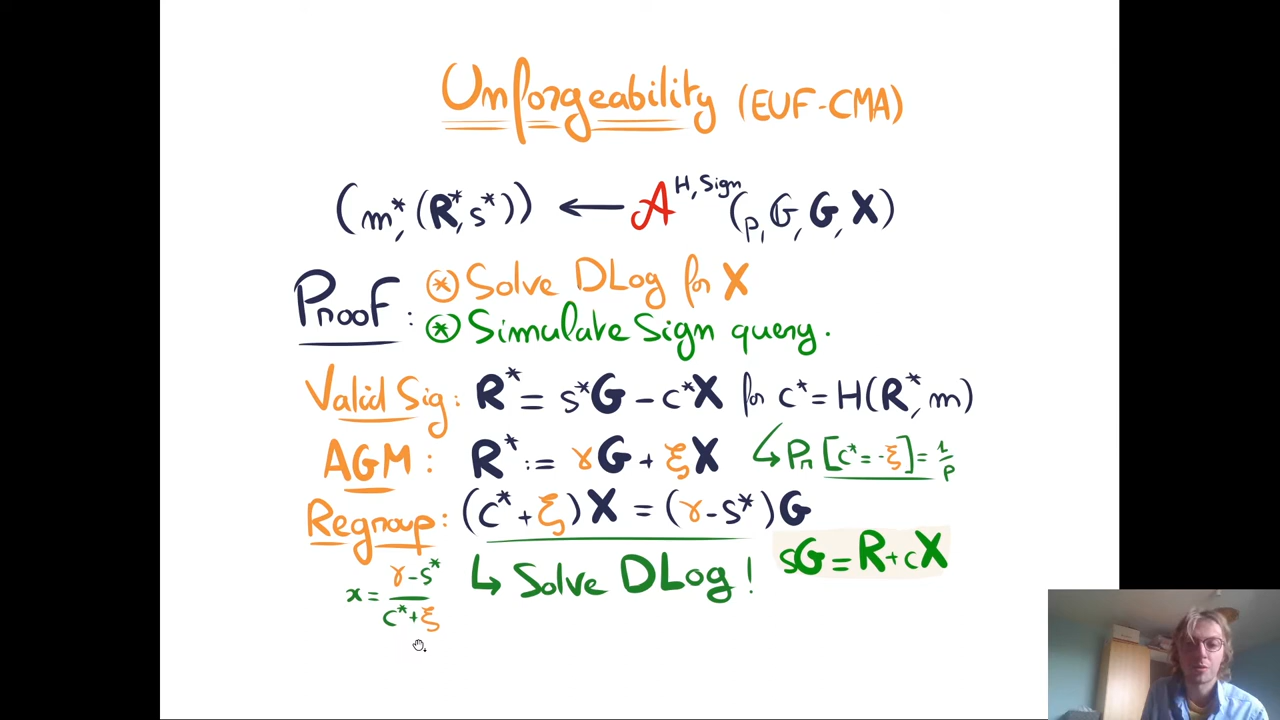 Unforgeability (EUF-CMA)
(m*, (R*, s*)) ← A^H, Sign (p, 𝔾, G, X)
Proof : ⊛ Solve DLog for X
⊛ Simulate Sign query.
Valid Sig : R* = s*G - c*X for c* = H(R*, m)
AGM : R* := γG + ξX ↳ Pr [c* = -ξ] = 1/p
Regroup : (c* + ξ)X = (γ - s*)G
↳ Solve DLog !
sG = R + cX
x = γ - s* / c* + ξ